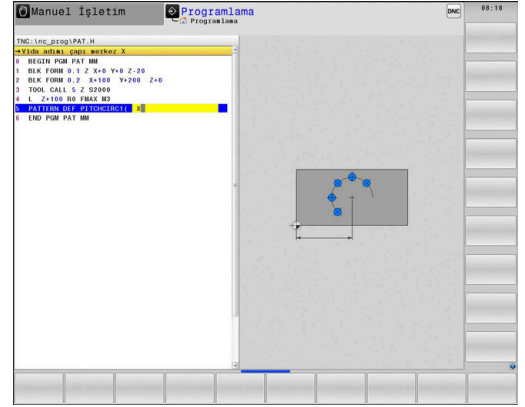 Manuel İşletim
Programlama
Programlama
DNC
08:18
TNC:\nc_prog\PAT.H
→Vida adımı çapı merkez X
0 BEGIN PGM PAT MM
1 BLK FORM 0.1 Z X+0 Y+0 Z-20
2 BLK FORM 0.2 X+100 Y+200 Z+0
3 TOOL CALL 5 Z S2000
4 L Z+100 R0 FMAX M3
5 PATTERN DEF PITCHCIRC1( X
6 END PGM PAT MM